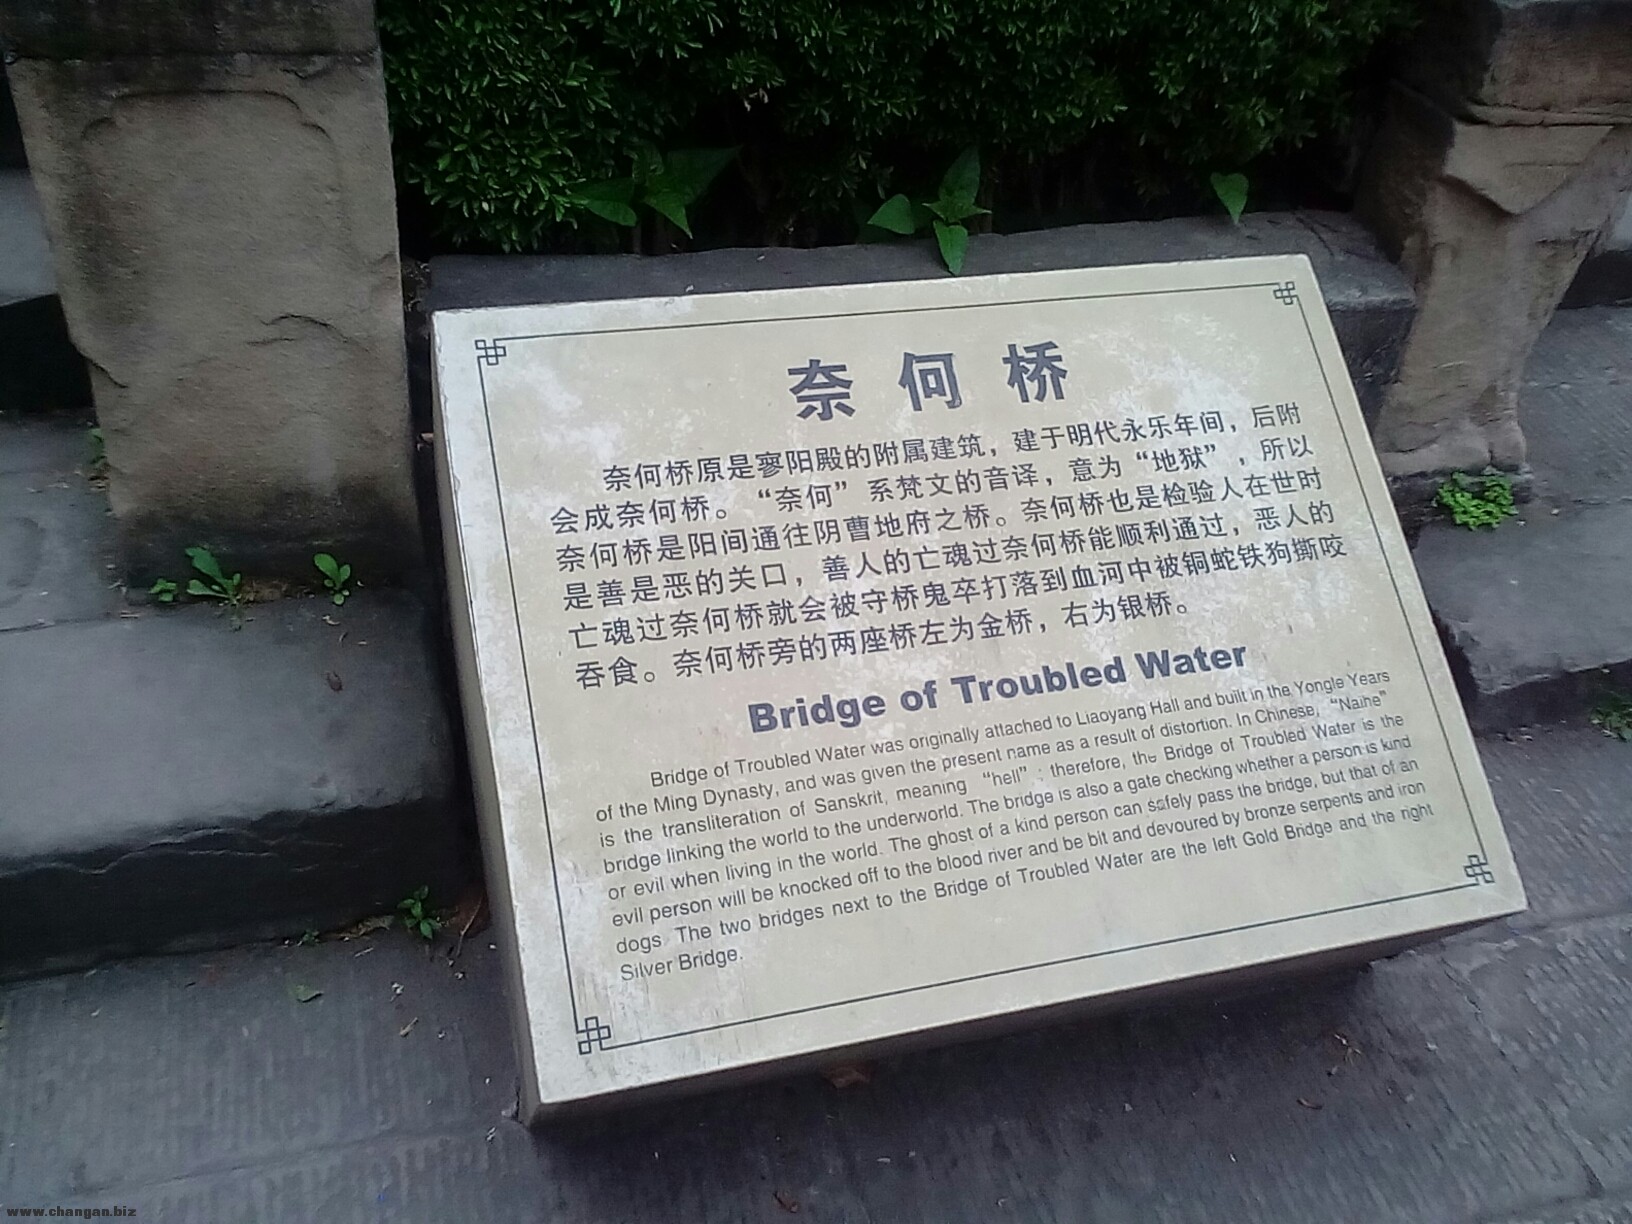 奈何桥
奈何桥原是寥阳殿的附属建筑，建于明代永乐年间，后附
会成奈何桥。“奈何”系梵文的音译，意为“地狱”，所以
奈何桥是阳间通往阴曹地府之桥。奈何桥也是检验人在世时
是善是恶的关口，善人的亡魂过奈何桥能顺利通过，恶人的
亡魂过奈何桥就会被守桥鬼卒打落到血河中被铜蛇铁狗撕咬
吞食。奈何桥旁的两座桥左为金桥，右为银桥。
Bridge of Troubled Water
Bridge of Troubled Water was originally attached to Liaoyang Hall and built in the Yongle Years
of the Ming Dynasty, and was given the present name as a result of distortion. In Chinese, “Naihe”
is the transliteration of Sanskrit, meaning “hell”; therefore, the Bridge of Troubled Water is the
bridge linking the world to the underworld. The bridge is also a gate checking whether a person is kind
or evil when living in the world. The ghost of a kind person can safely pass the bridge, but that of an
evil person will be knocked off to the blood river and be bit and devoured by bronze serpents and iron
dogs. The two bridges next to the Bridge of Troubled Water are the left Gold Bridge and the right
Silver Bridge.
www.changan.biz